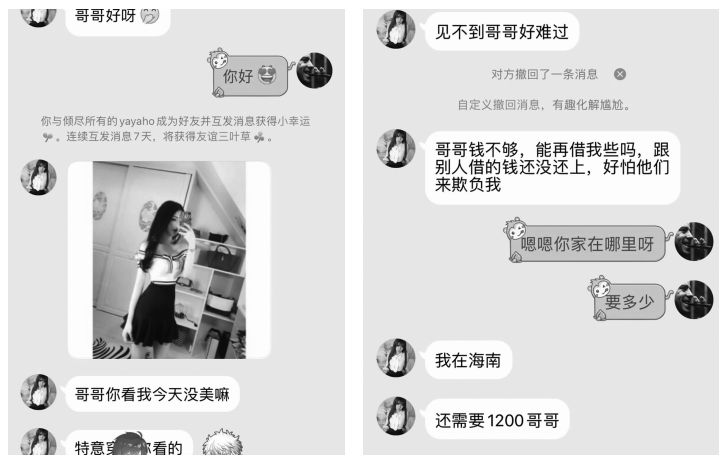 哥哥好呀
你好
你与倾尽所有的yayaho成为好友并互发消息获得小幸运
。连续互发消息7天，将获得友谊三叶草。
哥哥你看我今天没美嘛
特意穿 你看的
见不到哥哥好难过
对方撤回了一条消息
自定义撤回消息，有趣化解尴尬。
哥哥钱不够，能再借我些吗，跟
别人借的钱还没还上，好怕他们
来欺负我
嗯嗯你家在哪里呀
要多少
我在海南
还需要1200哥哥